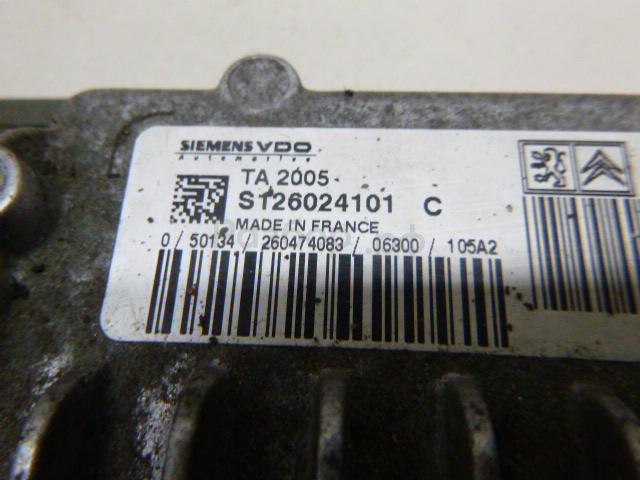 SIEMENS VDO
Automotive
TA 2005
S126024101 C
MADE IN FRANCE
0 / 50134 / 260474083 / 06300 / 105A2